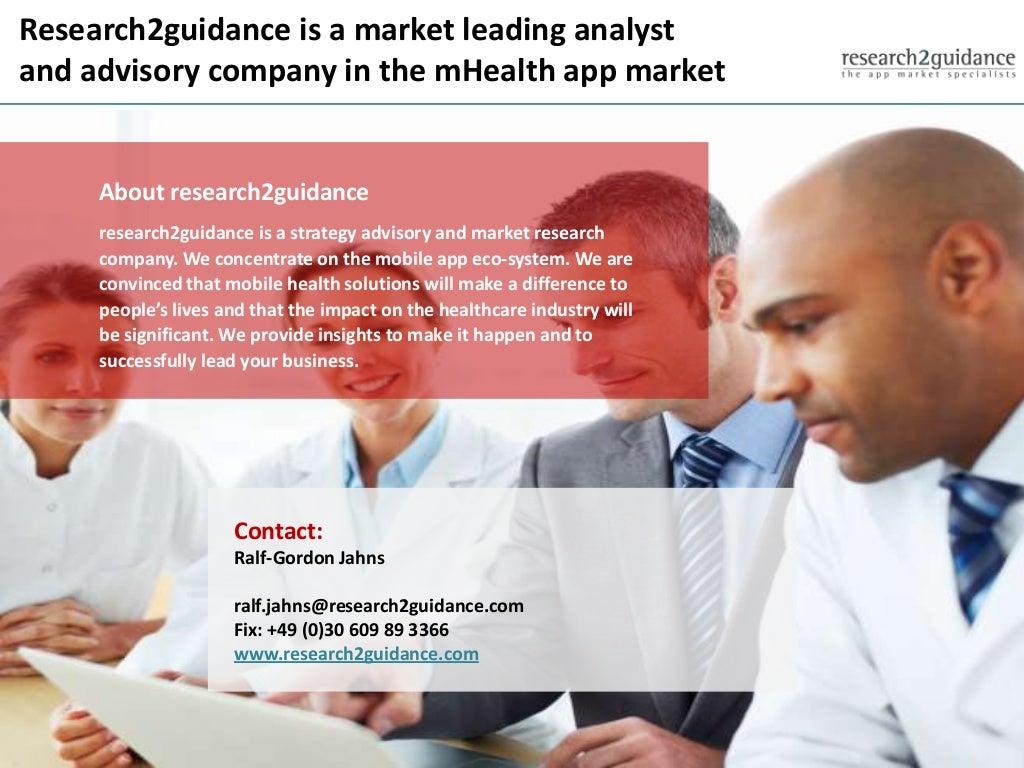 Research2guidance is a market leading analyst
and advisory company in the mHealth app market
research2guidance
the app market specialists
About research2guidance
research2guidance is a strategy advisory and market research
company. We concentrate on the mobile app eco-system. We are
convinced that mobile health solutions will make a difference to
people’s lives and that the impact on the healthcare industry will
be significant. We provide insights to make it happen and to
successfully lead your business.
Contact:
Ralf-Gordon Jahns
ralf.jahns@research2guidance.com
Fix: +49 (0)30 609 89 3366
www.research2guidance.com